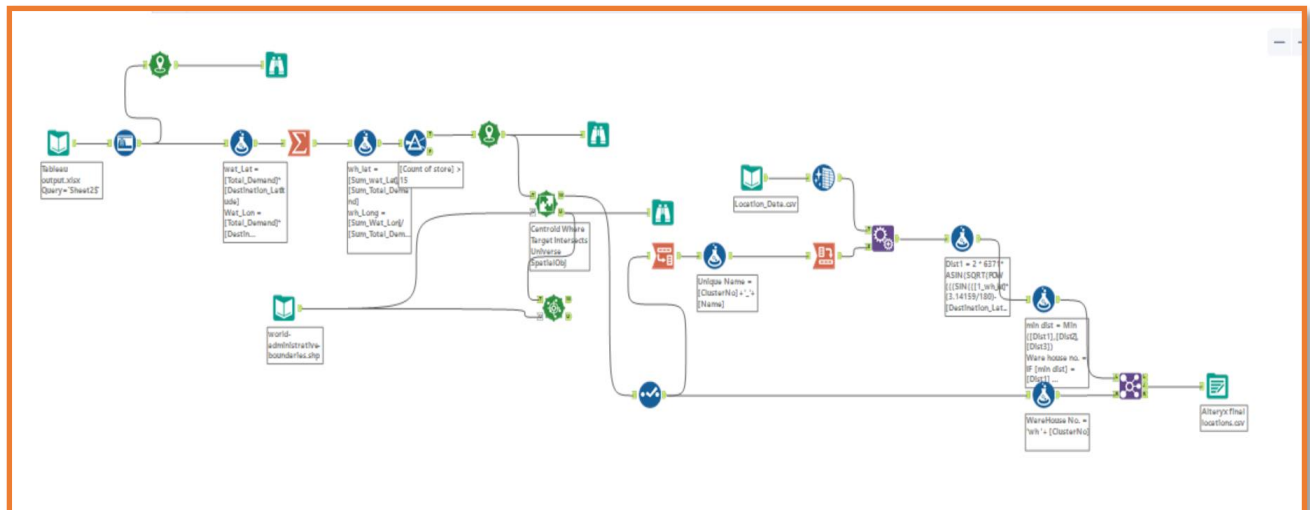 Tableau
output.xlsx
Query=`Sheet2$`
wat_Lat =
[Total_Demand]*
[Destination_Latit
ude]
Wat_Lon =
[Total_Demand]*
[Destin...
wh_lat =
[Sum_wat_Lat]/
[Sum_Total_Dema
nd]
wh_Long =
[Sum_Wat_Lon]/
[Sum_Total_Dem...
[Count of store] >
15
Centroid Where
Target Intersects
Universe
SpatialObj
world-
administrative-
boundaries.shp
Location_Data.csv
Unique Name =
[ClusterNo]+'_'+
[Name]
Dist1 = 2 * 6371*
ASIN(SQRT(POW
(((SIN((([1_wh_lat]*
(3.14159/180)-
[Destination_Lat...
min dist = Min
([Dist1],[Dist2],
[Dist3])
Ware house no. =
IF [min dist] =
[Dist1] ...
WareHouse No. =
'wh '+ [ClusterNo]
Alteryx final
locations.csv